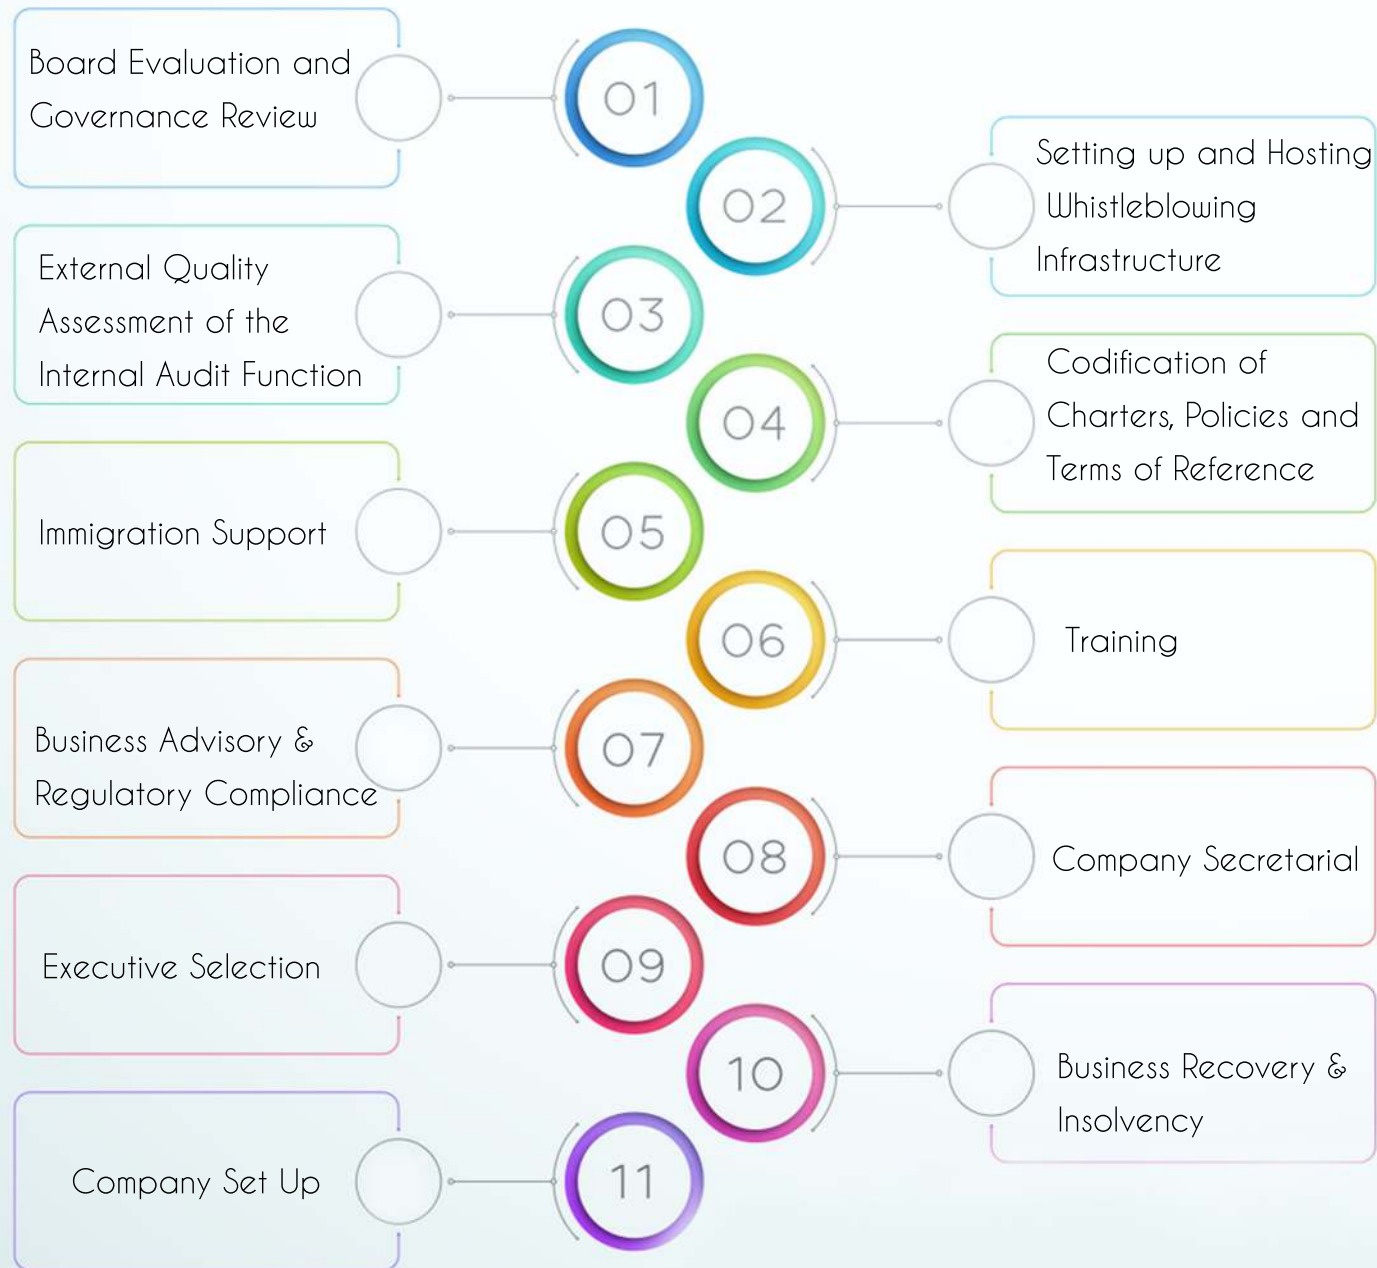 01
Board Evaluation and
Governance Review
02
Setting up and Hosting
Whistleblowing
Infrastructure
03
External Quality
Assessment of the
Internal Audit Function
04
Codification of
Charters, Policies and
Terms of Reference
05
Immigration Support
06
Training
07
Business Advisory &
Regulatory Compliance
08
Company Secretarial
09
Executive Selection
10
Business Recovery &
Insolvency
11
Company Set Up